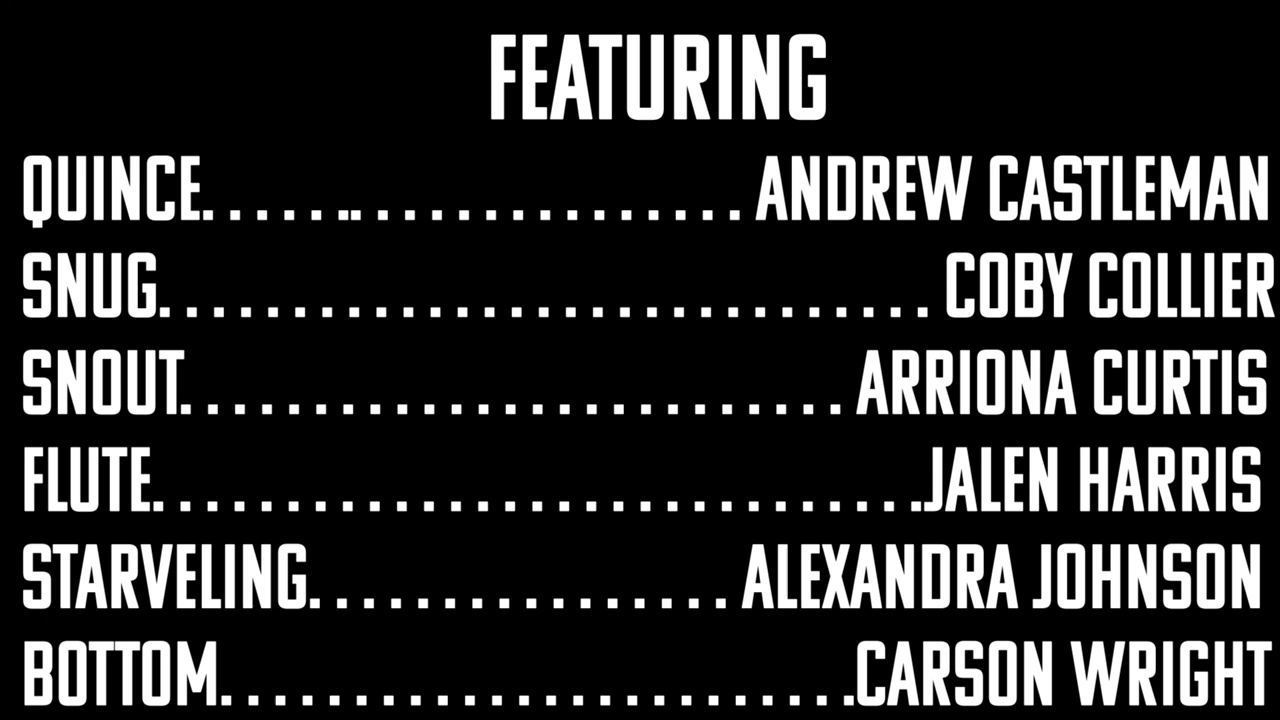 FEATURING
QUINCE. . . . . .. . . . . . . . . . . . . . . ANDREW CASTLEMAN
SNUG. . . . . . . . . . . . . . . . . . . . . . . . . . . . . COBY COLLIER
SNOUT. . . . . . . . . . . . . . . . . . . . . . . . . ARRIONA CURTIS
FLUTE. . . . . . . . . . . . . . . . . . . . . . . . . . . . .JALEN HARRIS
STARVELING. . . . . . . . . . . . . . . . ALEXANDRA JOHNSON
BOTTOM. . . . . . . . . . . . . . . . . . . . . . . .CARSON WRIGHT